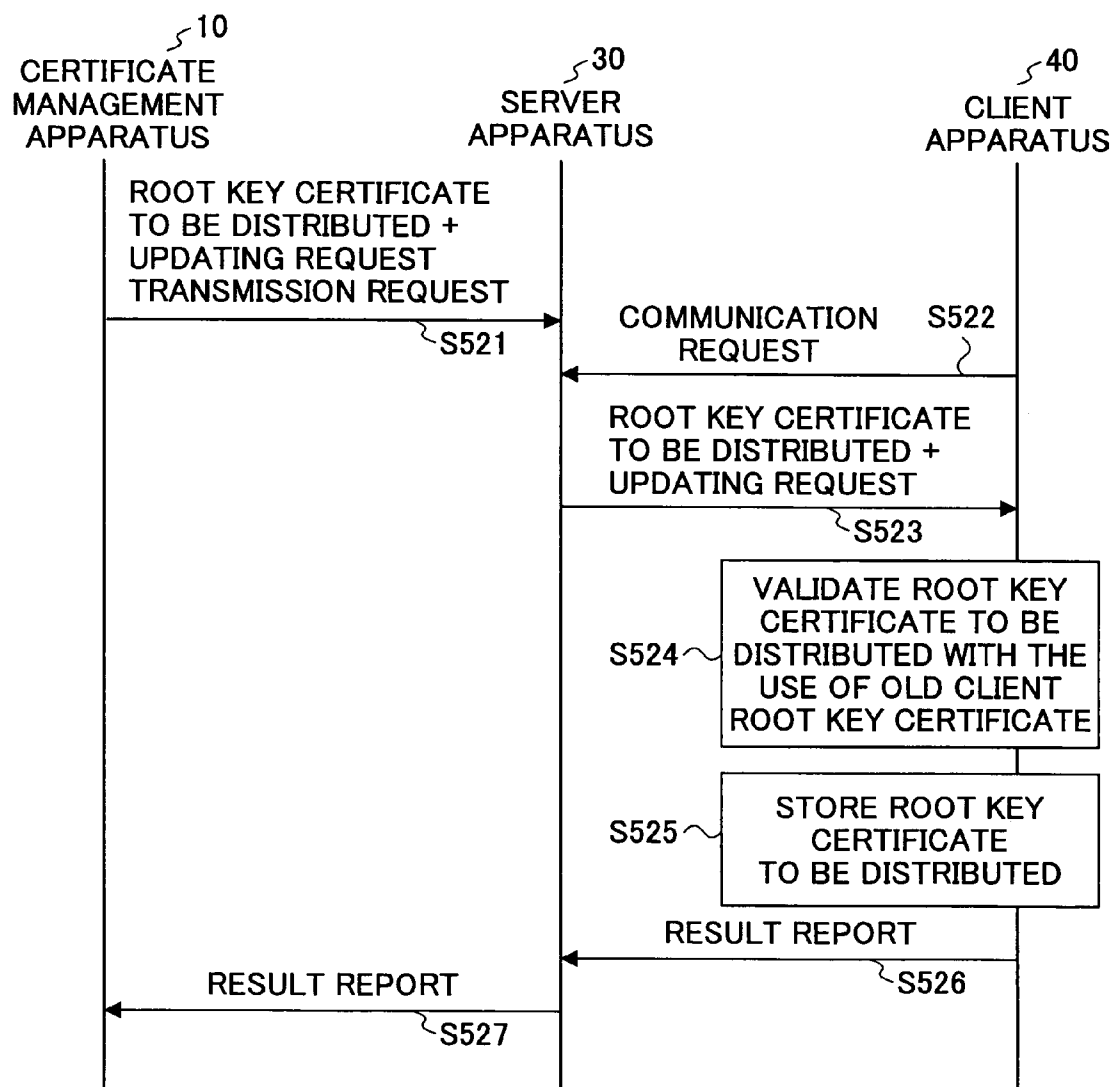 10
CERTIFICATE
MANAGEMENT
APPARATUS
30
SERVER
APPARATUS
40
CLIENT
APPARATUS
ROOT KEY CERTIFICATE
TO BE DISTRIBUTED +
UPDATING REQUEST
TRANSMISSION REQUEST
S521
COMMUNICATION
REQUEST
S522
ROOT KEY CERTIFICATE
TO BE DISTRIBUTED +
UPDATING REQUEST
S523
S524
VALIDATE ROOT KEY
CERTIFICATE TO BE
DISTRIBUTED WITH THE
USE OF OLD CLIENT
ROOT KEY CERTIFICATE
S525
STORE ROOT KEY
CERTIFICATE
TO BE DISTRIBUTED
RESULT REPORT
S526
RESULT REPORT
S527